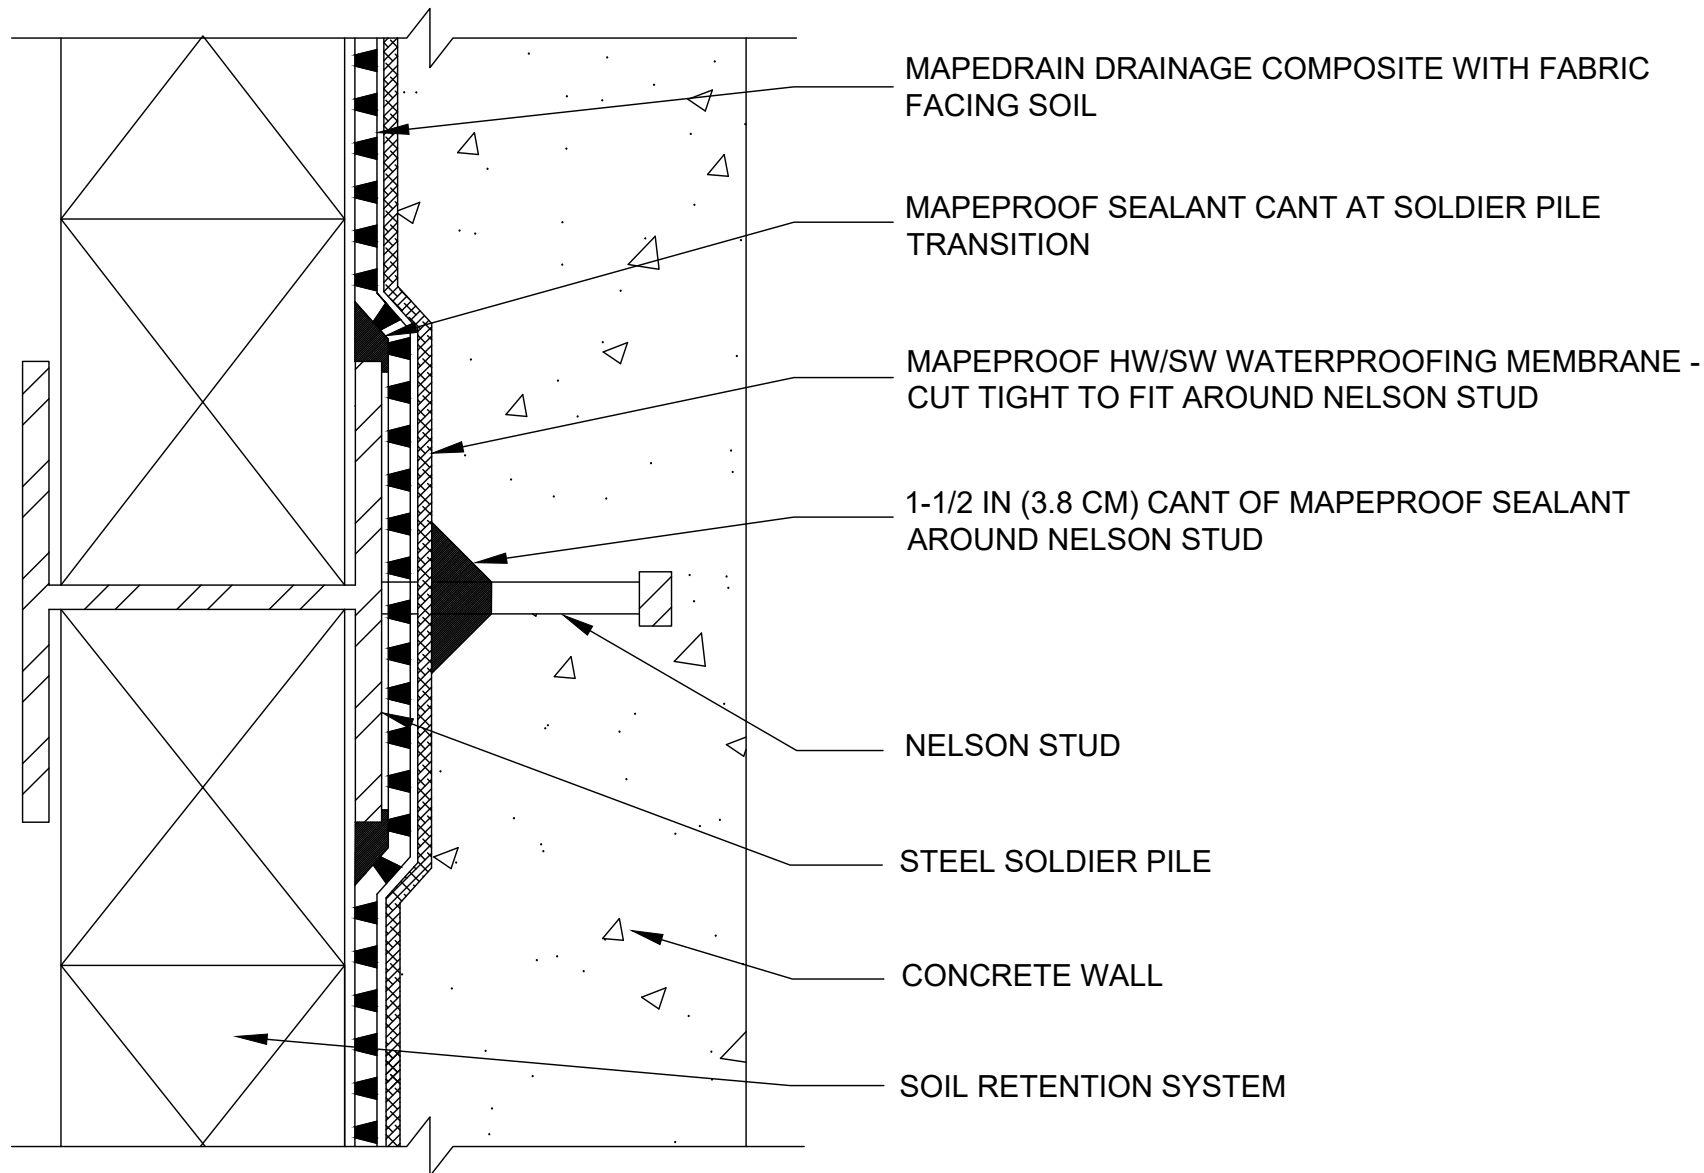 MAPEDRAIN DRAINAGE COMPOSITE WITH FABRIC
FACING SOIL
MAPEPROOF SEALANT CANT AT SOLDIER PILE
TRANSITION
MAPEPROOF HW/SW WATERPROOFING MEMBRANE -
CUT TIGHT TO FIT AROUND NELSON STUD
1-1/2 IN (3.8 CM) CANT OF MAPEPROOF SEALANT
AROUND NELSON STUD
NELSON STUD
STEEL SOLDIER PILE
CONCRETE WALL
SOIL RETENTION SYSTEM